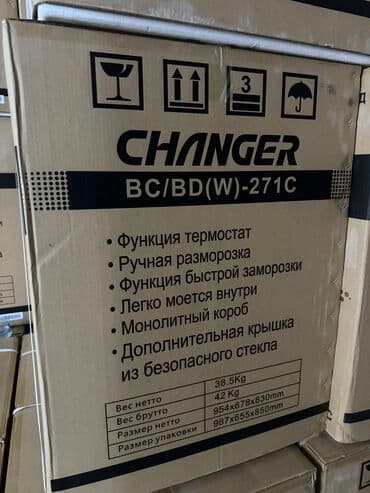 3
CHANGER
BC/BD(W)-271C
• Функция термостат
• Ручная разморозка
• Функция быстрой заморозки
• Легко моется внутри
• Монолитный короб
• Дополнительная крышка
из безопасного стекла
Вес нетто 38.5Kg
Вес брутто 42 Kg
Размер нетто 954x678x830mm
Размер упаковки 987x655x850mm